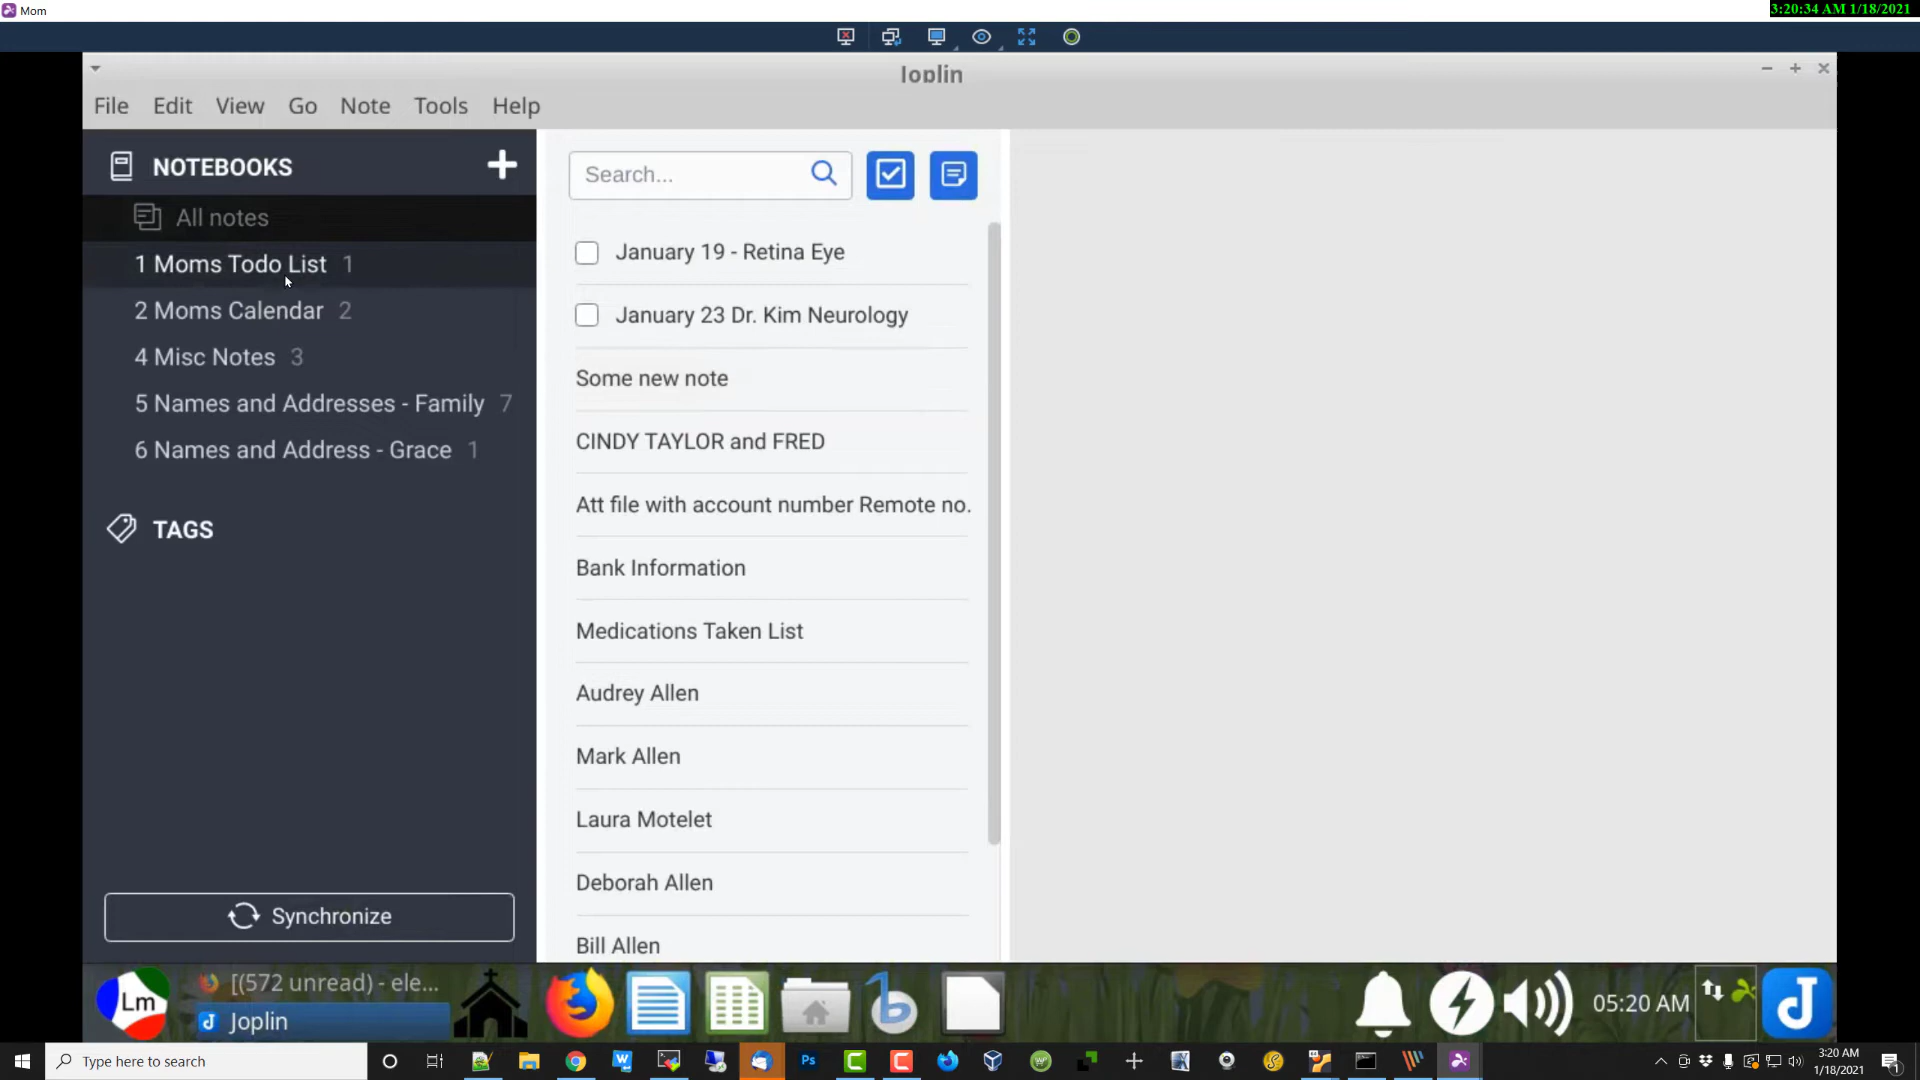 Mom
3:20:34 AM 1/18/2021
Joplin
File Edit View Go Note Tools Help
NOTEBOOKS
All notes
1 Moms Todo List 1
2 Moms Calendar 2
4 Misc Notes 3
5 Names and Addresses - Family 7
6 Names and Address - Grace 1
TAGS
Synchronize
Search...
January 19 - Retina Eye
January 23 Dr. Kim Neurology
Some new note
CINDY TAYLOR and FRED
Att file with account number Remote no.
Bank Information
Medications Taken List
Audrey Allen
Mark Allen
Laura Motelet
Deborah Allen
Bill Allen
Lm
[(572 unread) - ele...
Joplin
05:20 AM
Type here to search
Ps
3:20 AM
1/18/2021